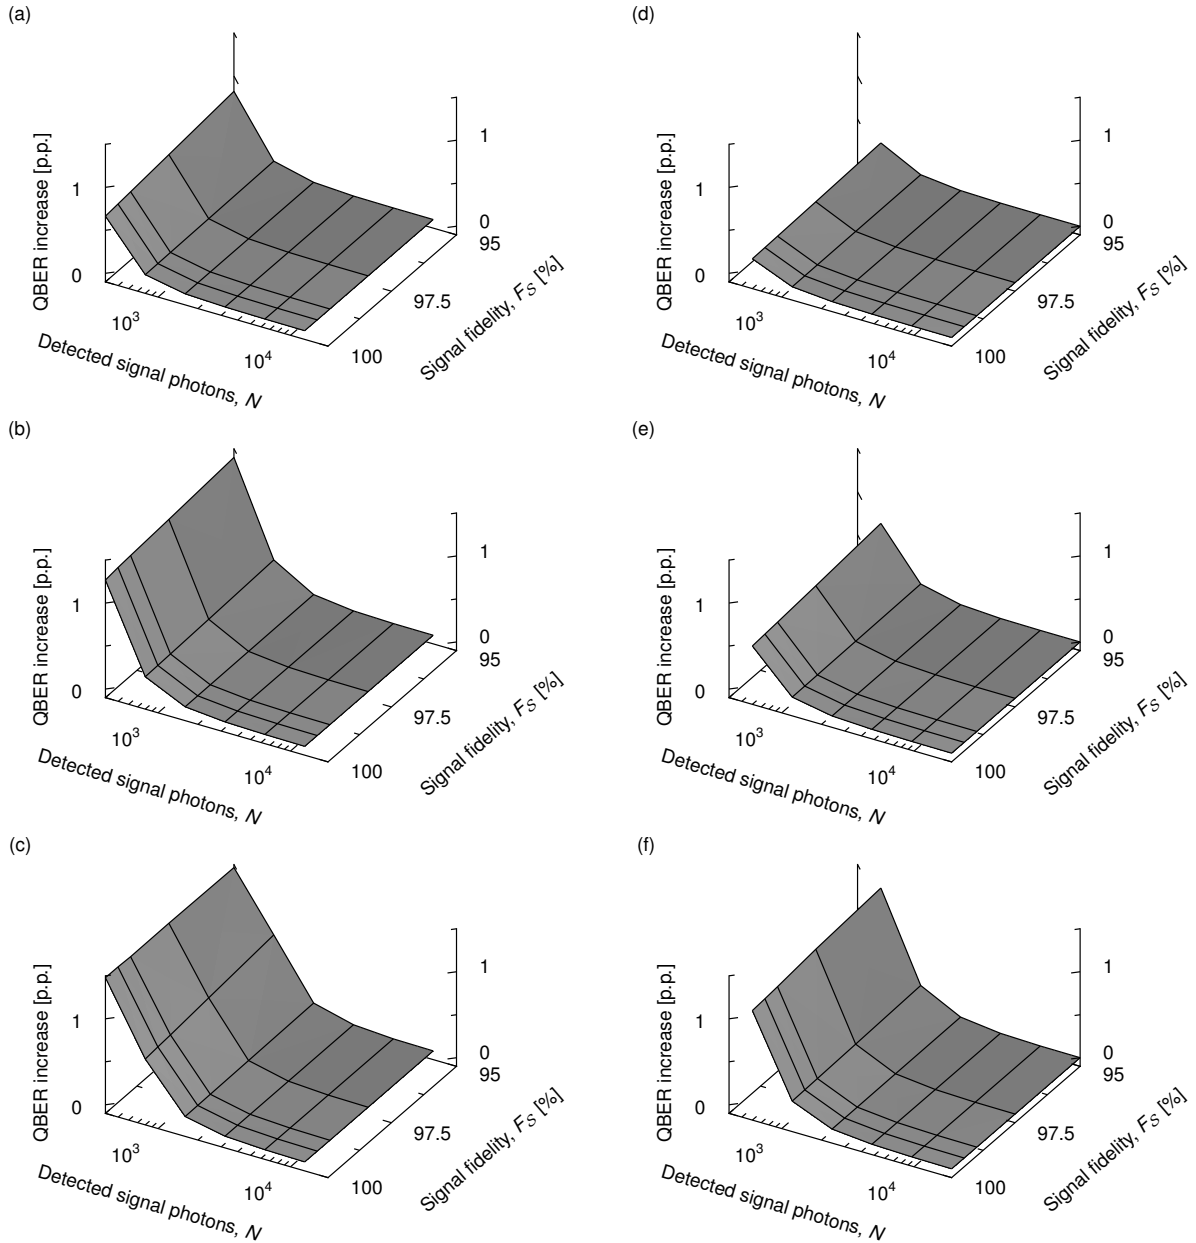 (a)
QBER increase [p.p.]
1
0
10³
10⁴
Detected signal photons, N
1
0
95
97.5
100
Signal fidelity, F_S [%]
(d)
QBER increase [p.p.]
1
0
10³
10⁴
Detected signal photons, N
1
0
95
97.5
100
Signal fidelity, F_S [%]
(b)
QBER increase [p.p.]
1
0
10³
10⁴
Detected signal photons, N
1
0
95
97.5
100
Signal fidelity, F_S [%]
(e)
QBER increase [p.p.]
1
0
10³
10⁴
Detected signal photons, N
1
0
95
97.5
100
Signal fidelity, F_S [%]
(c)
QBER increase [p.p.]
1
0
10³
10⁴
Detected signal photons, N
1
0
95
97.5
100
Signal fidelity, F_S [%]
(f)
QBER increase [p.p.]
1
0
10³
10⁴
Detected signal photons, N
1
0
95
97.5
100
Signal fidelity, F_S [%]